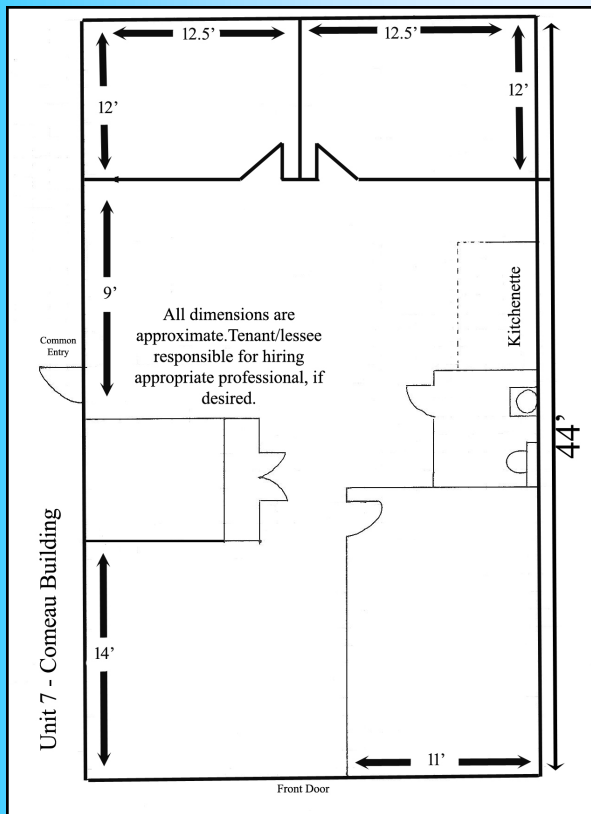 12.5’
12.5’
12’
12’
9’
All dimensions are
approximate.Tenant/lessee
responsible for hiring
appropriate professional, if
desired.
Common
Entry
Kitchenette
44’
Unit 7 - Comeau Building
14’
11’
Front Door